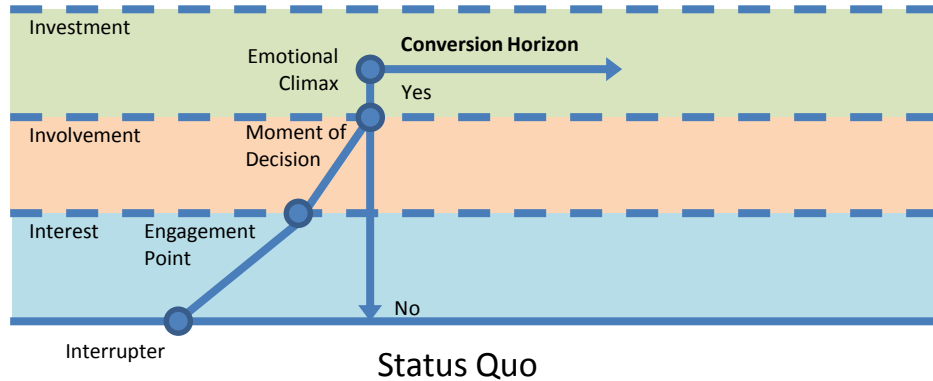 Investment
Conversion Horizon
Emotional
Climax
Yes
Involvement
Moment of
Decision
Interest
Engagement
Point
No
Interrupter
Status Quo